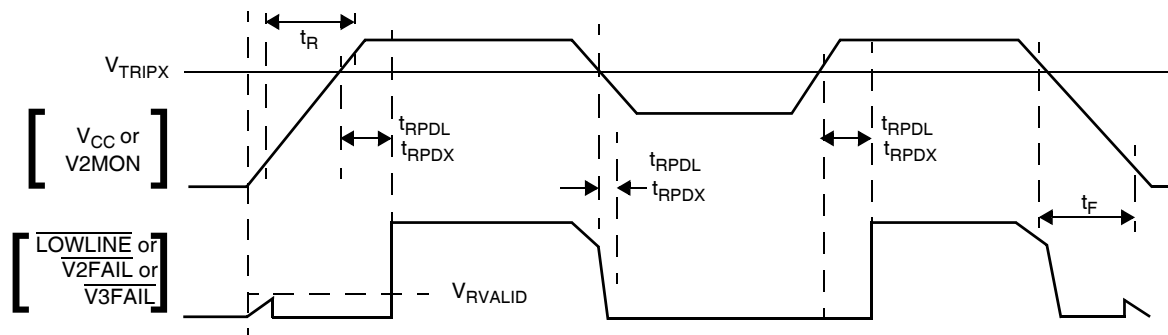 t_R
V_TRIPX
V_CC or
V2MON
t_RPDL
t_RPDX
t_RPDL
t_RPDX
t_RPDL
t_RPDX
t_F
LOWLINE or
V2FAIL or
V3FAIL
V_RVALID